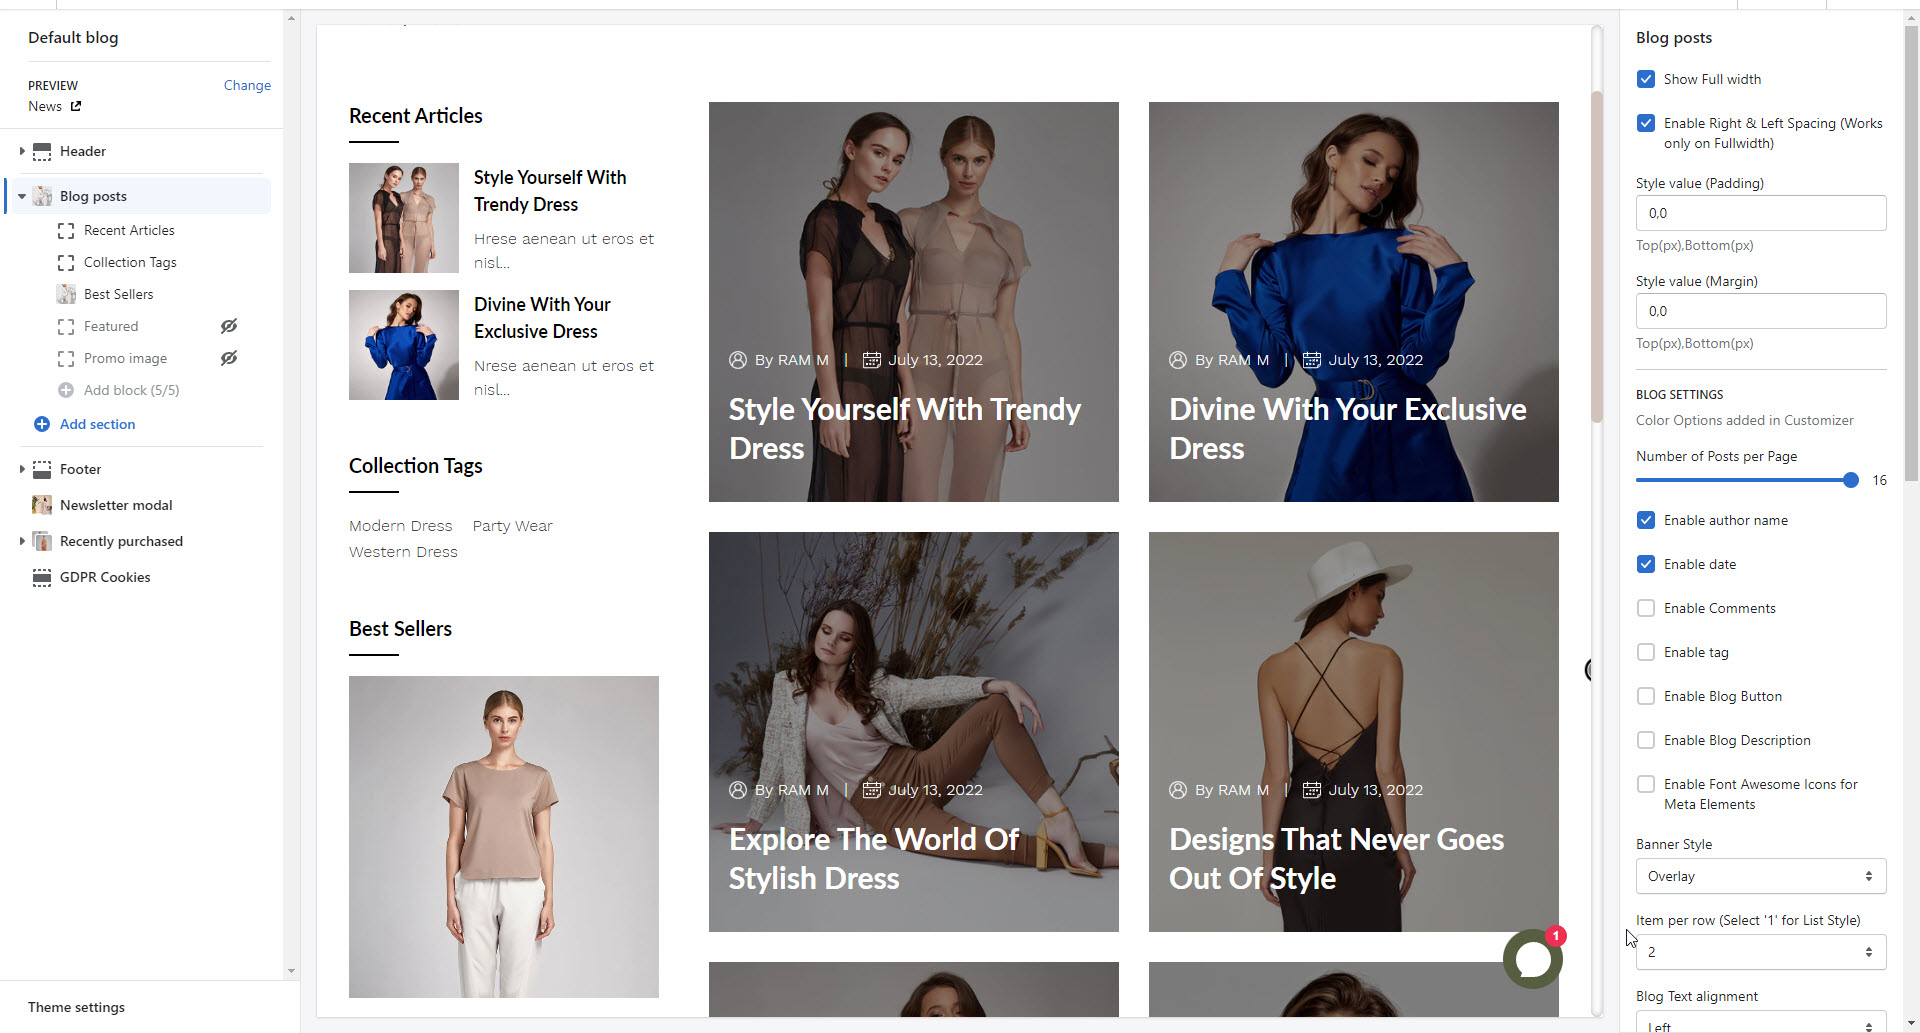 Default blog
PREVIEW
Change
News
Header
Blog posts
Recent Articles
Collection Tags
Best Sellers
Featured
Promo image
Add block (5/5)
Add section
Footer
Newsletter modal
Recently purchased
GDPR Cookies
Theme settings
Recent Articles
Style Yourself With
Trendy Dress
Hrese aenean ut eros et
nisl...
Divine With Your
Exclusive Dress
Nrese aenean ut eros et
nisl...
Collection Tags
Modern Dress Party Wear
Western Dress
Best Sellers
By RAM M | July 13, 2022
Style Yourself With Trendy
Dress
By RAM M | July 13, 2022
Divine With Your Exclusive
Dress
By RAM M | July 13, 2022
Explore The World Of
Stylish Dress
By RAM M | July 13, 2022
Designs That Never Goes
Out Of Style
1
Blog posts
Show Full width
Enable Right & Left Spacing (Works
only on Fullwidth)
Style value (Padding)
0,0
Top(px),Bottom(px)
Style value (Margin)
0,0
Top(px),Bottom(px)
BLOG SETTINGS
Color Options added in Customizer
Number of Posts per Page
16
Enable author name
Enable date
Enable Comments
Enable tag
Enable Blog Button
Enable Blog Description
Enable Font Awesome Icons for
Meta Elements
Banner Style
Overlay
Item per row (Select '1' for List Style)
2
Blog Text alignment
Left